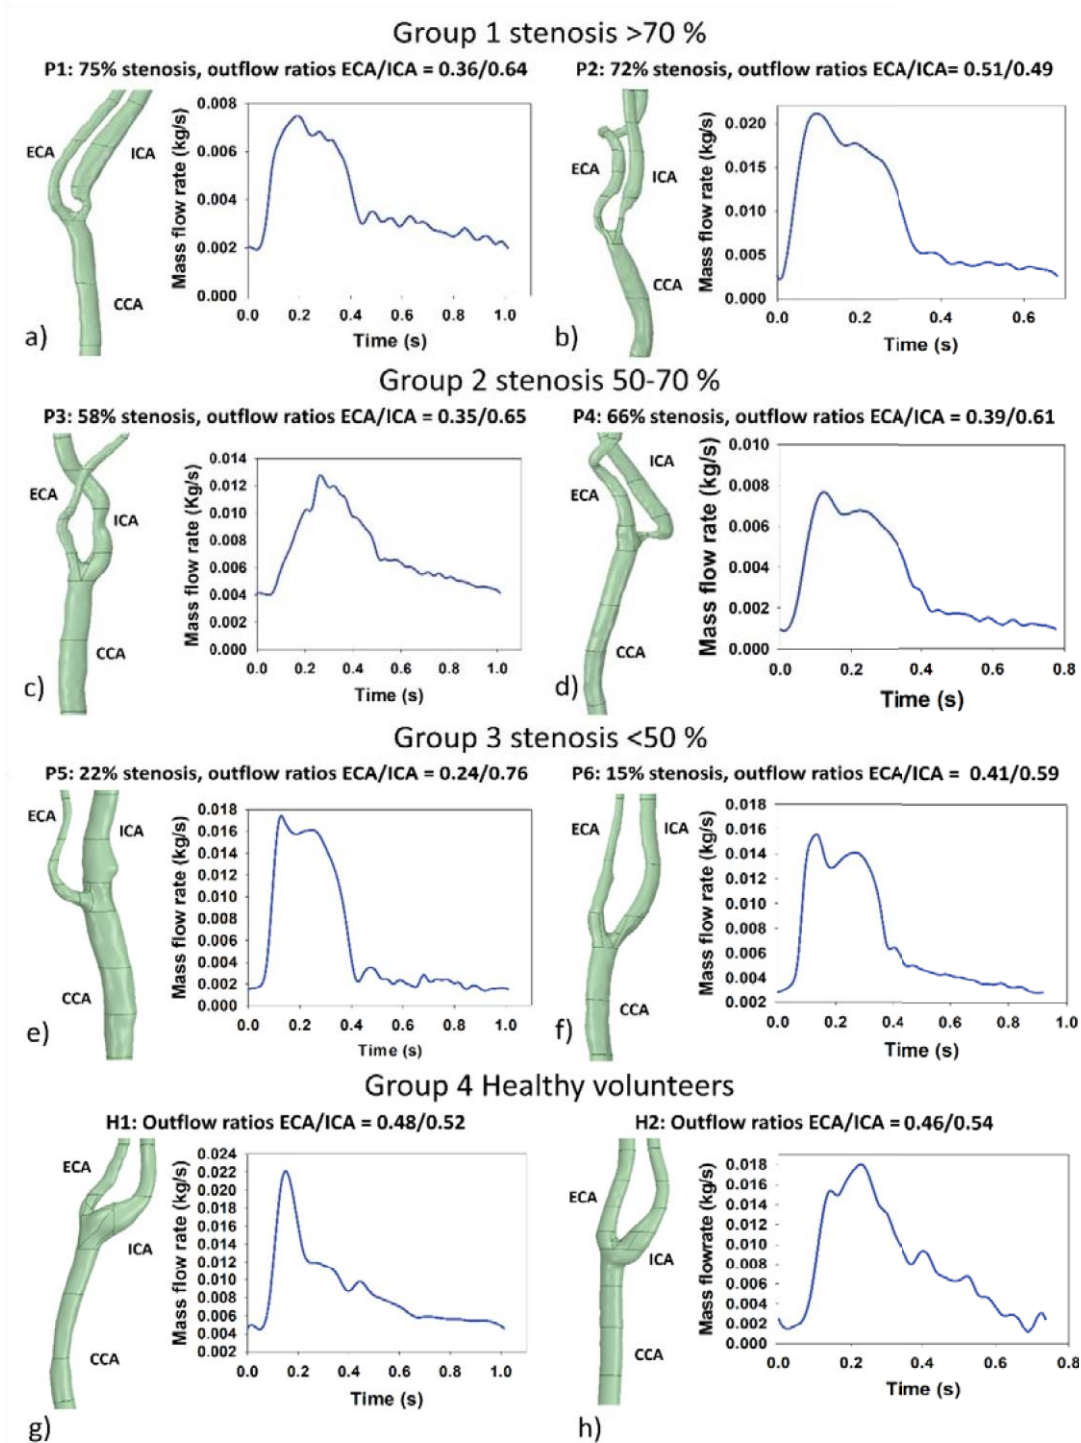 Group 1 stenosis >70 %
P1: 75% stenosis, outflow ratios ECA/ICA = 0.36/0.64
ECA
ICA
CCA
a)
Mass flow rate (kg/s)
0.008
0.006
0.004
0.002
0.000
0.0 0.2 0.4 0.6 0.8 1.0
Time (s)
P2: 72% stenosis, outflow ratios ECA/ICA= 0.51/0.49
ECA
ICA
CCA
b)
Mass flow rate (kg/s)
0.020
0.015
0.010
0.005
0.000
0.0 0.2 0.4 0.6
Time (s)
Group 2 stenosis 50-70 %
P3: 58% stenosis, outflow ratios ECA/ICA = 0.35/0.65
ECA
ICA
CCA
c)
Mass flow rate (Kg/s)
0.014
0.012
0.010
0.008
0.006
0.004
0.002
0.000
0.0 0.2 0.4 0.6 0.8 1.0
Time (s)
P4: 66% stenosis, outflow ratios ECA/ICA = 0.39/0.61
ICA
ECA
CCA
d)
Mass flow rate (kg/s)
0.010
0.008
0.006
0.004
0.002
0.000
0.0 0.2 0.4 0.6 0.8
Time (s)
Group 3 stenosis <50 %
P5: 22% stenosis, outflow ratios ECA/ICA = 0.24/0.76
ECA
ICA
CCA
e)
Mass flow rate (kg/s)
0.018
0.016
0.014
0.012
0.010
0.008
0.006
0.004
0.002
0.000
0.0 0.2 0.4 0.6 0.8 1.0
Time (s)
P6: 15% stenosis, outflow ratios ECA/ICA = 0.41/0.59
ECA
ICA
CCA
f)
Mass flow rate (kg/s)
0.018
0.016
0.014
0.012
0.010
0.008
0.006
0.004
0.002
0.0 0.2 0.4 0.6 0.8 1.0
Time (s)
Group 4 Healthy volunteers
H1: Outflow ratios ECA/ICA = 0.48/0.52
ECA
ICA
CCA
g)
Mass flow rate (kg/s)
0.024
0.022
0.020
0.018
0.016
0.014
0.012
0.010
0.008
0.006
0.004
0.002
0.0 0.2 0.4 0.6 0.8 1.0
Time (s)
H2: Outflow ratios ECA/ICA = 0.46/0.54
ECA
ICA
CCA
h)
Mass flowrate (kg/s)
0.018
0.016
0.014
0.012
0.010
0.008
0.006
0.004
0.002
0.000
0.0 0.2 0.4 0.6 0.8
Time (s)